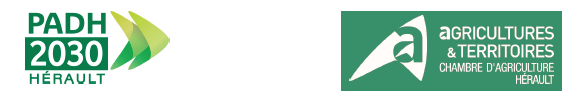 PADH
2030
HÉRAULT
aGRICULTURES
& TERRITOIRES
CHAMBRE D'AGRICULTURE
HÉRAULT